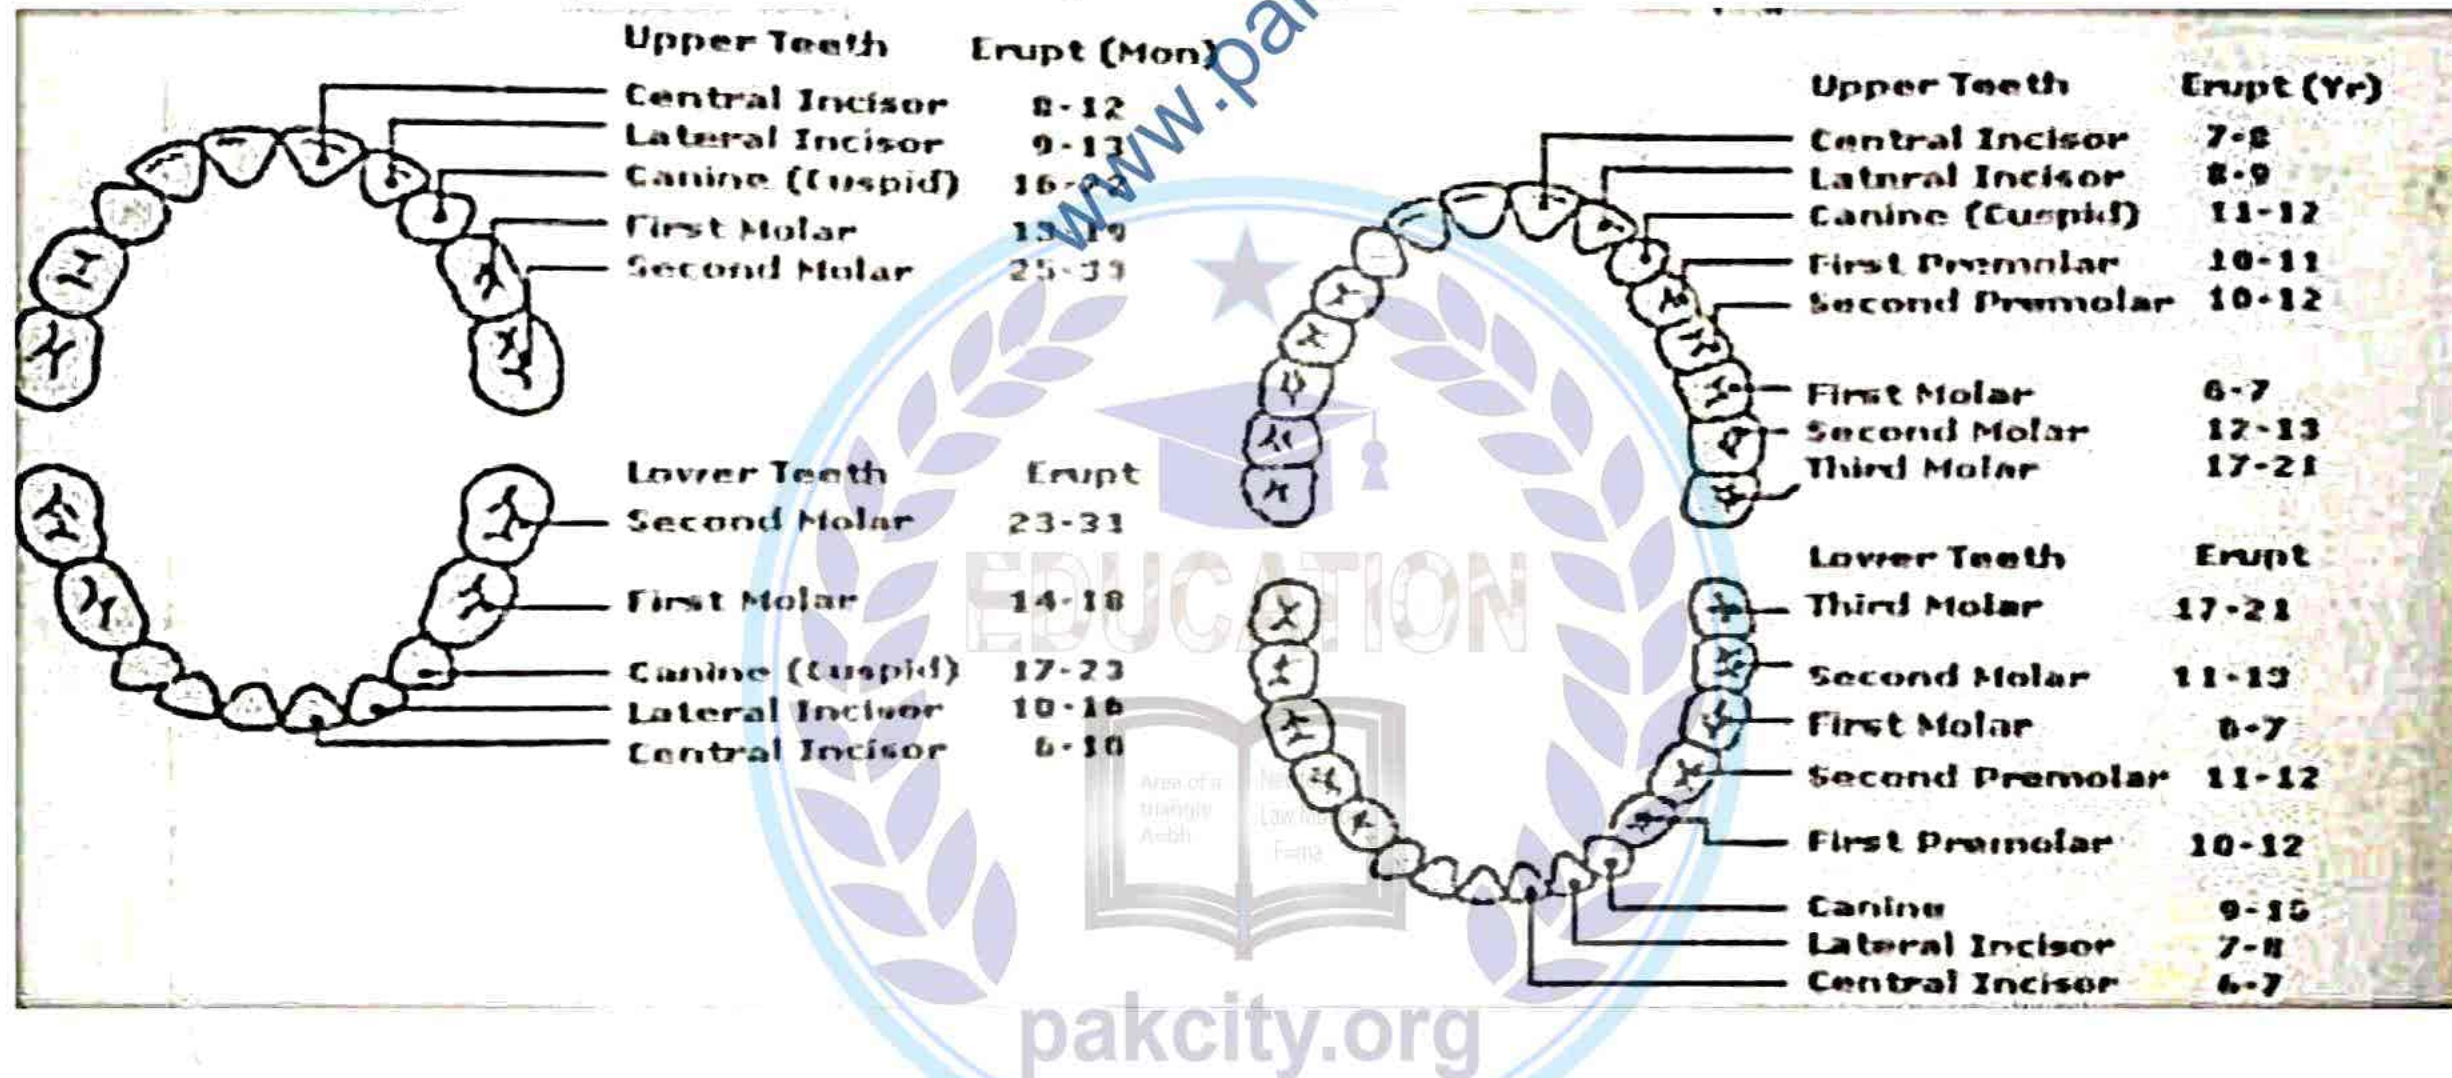 Upper Teeth Erupt (Mon)
Central Incisor 8-12
Lateral Incisor 9-13
Canine (Cuspid)
First Molar
Second Molar
Lower Teeth Erupt
Second Molar 23-31
First Molar 14-18
Canine (Cuspid) 17-23
Lateral Incisor 10-16
Central Incisor 6-10
Upper Teeth Erupt (Yr)
Central Incisor 7-8
Lateral Incisor 8-9
Canine (Cuspid) 11-12
First Premolar 10-11
Second Premolar 10-12
First Molar 6-7
Second Molar 12-13
Third Molar 17-21
Lower Teeth Erupt
Third Molar 17-21
Second Molar 11-13
First Molar 6-7
Second Premolar 11-12
First Premolar 10-12
Canine 9-10
Lateral Incisor 7-8
Central Incisor 6-7
EDUCATION
Area of a
triangle
A=bh
F=ma
pakcity.org